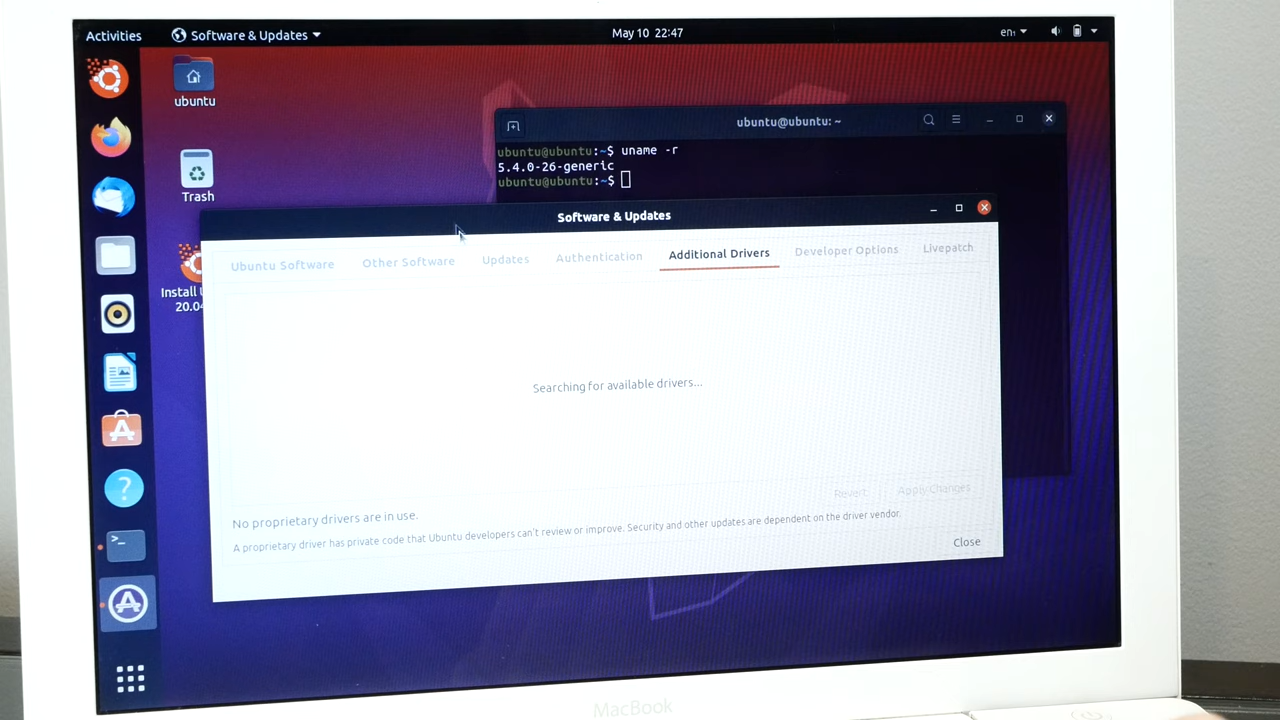 Activities
Software & Updates
May 10 22:47
en₁
ubuntu
Trash
Install U
20.04
ubuntu@ubuntu: ~
ubuntu@ubuntu:~$ uname -r
5.4.0-26-generic
ubuntu@ubuntu:~$
Software & Updates
Ubuntu Software
Other Software
Updates
Authentication
Additional Drivers
Developer Options
Livepatch
Searching for available drivers...
Revert
Apply Changes
No proprietary drivers are in use.
A proprietary driver has private code that Ubuntu developers can't review or improve. Security and other updates are dependent on the driver vendor.
Close
MacBook